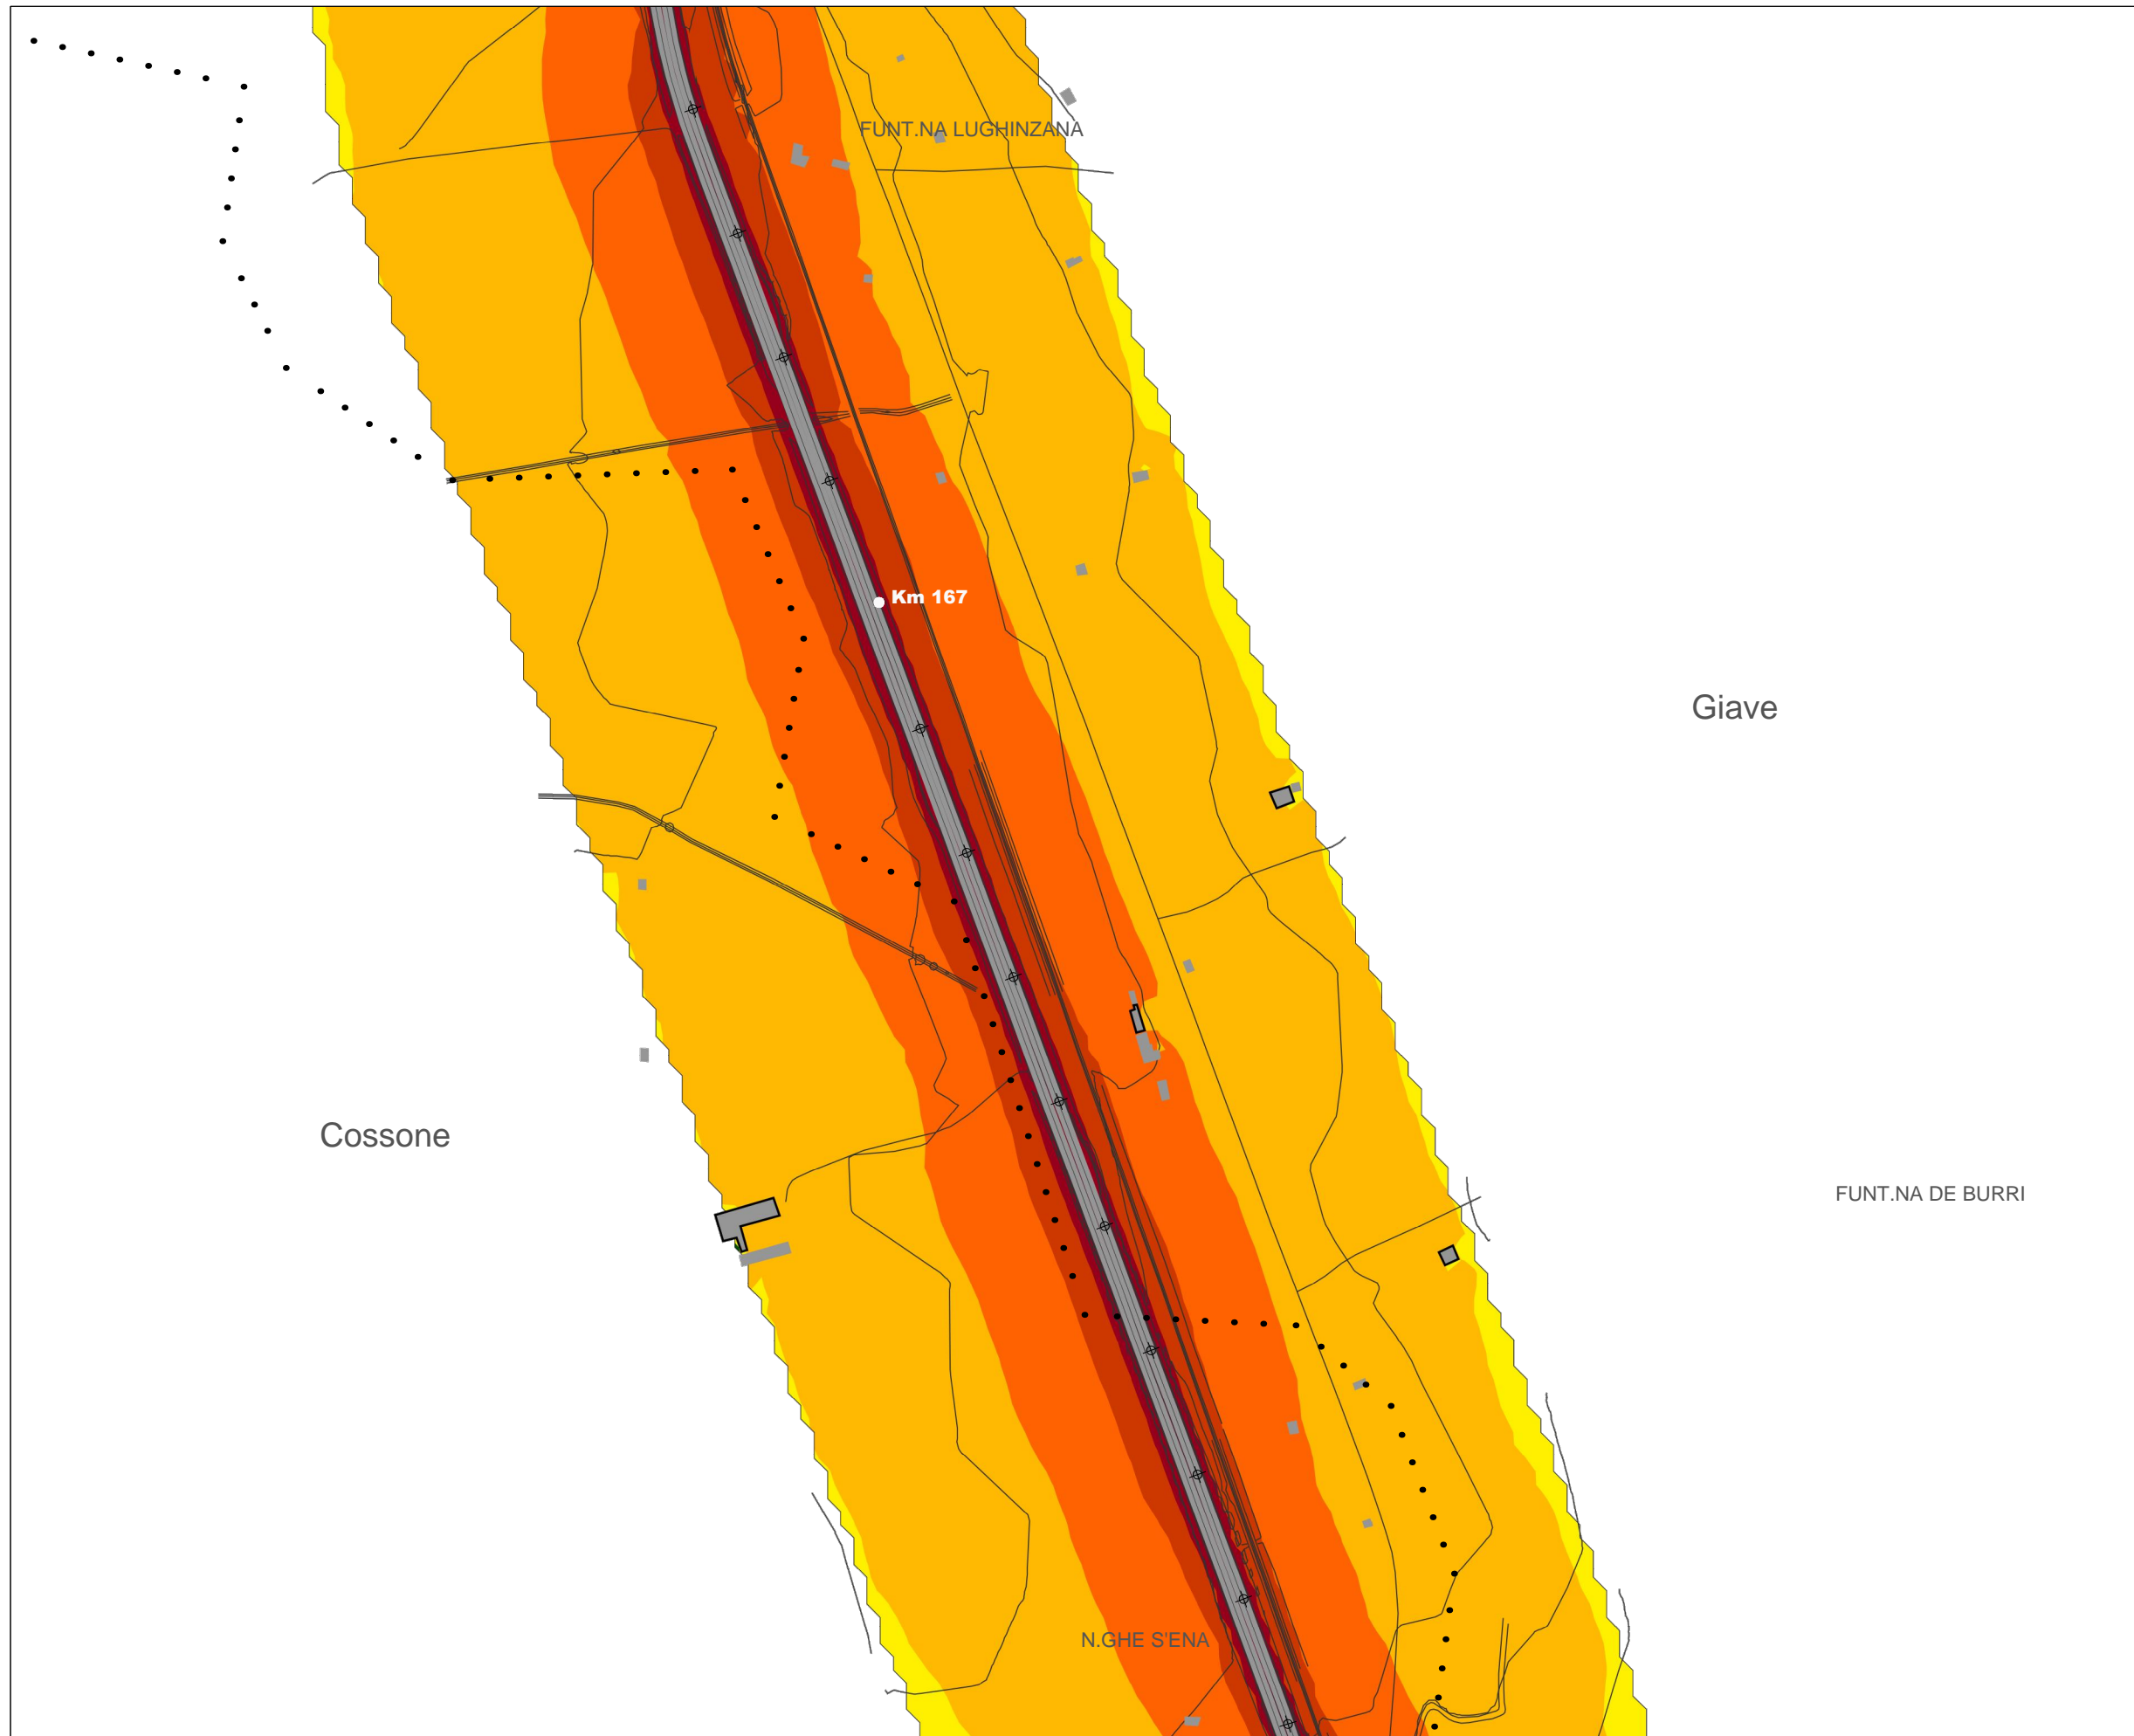 FUNT.NA LUGHINZANA
Km 167
Giave
Cossone
FUNT.NA DE BURRI
N.GHE S'ENA